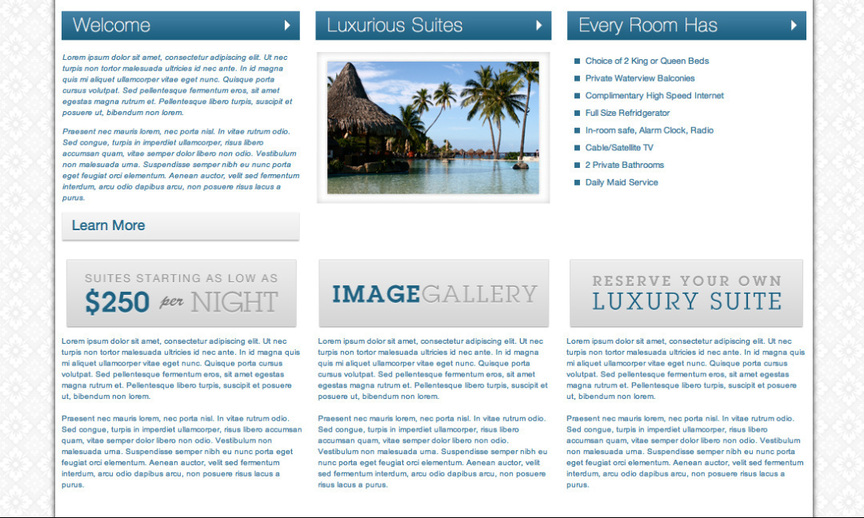 Welcome
Lorem ipsum dolor sit amet, consectetur adipiscing elit. Ut nec
turpis non tortor malesuada ultricies id nec ante. In id magna
quis mi aliquet ullamcorper vitae eget nunc. Quisque porta
cursus volutpat. Sed pellentesque fermentum eros, sit amet
egestas magna rutrum et. Pellentesque libero turpis, suscipit et
posuere ut, bibendum non lorem.
Praesent nec mauris lorem, nec porta nisl. In vitae rutrum odio.
Sed congue, turpis in imperdiet ullamcorper, risus libero
accumsan quam, vitae semper dolor libero non odio. Vestibulum
non malesuada urna. Suspendisse semper nibh eu nunc porta
eget feugiat orci elementum. Aenean auctor, velit sed fermentum
interdum, arcu odio dapibus arcu, non posuere risus lacus a
purus.
Learn More
Luxurious Suites
Every Room Has
Choice of 2 King or Queen Beds
Private Waterview Balconies
Complimentary High Speed Internet
Full Size Refridgerator
In-room safe, Alarm Clock, Radio
Cable/Satellite TV
2 Private Bathrooms
Daily Maid Service
SUITES STARTING AS LOW AS
$250 per NIGHT
Lorem ipsum dolor sit amet, consectetur adipiscing elit. Ut nec
turpis non tortor malesuada ultricies id nec ante. In id magna quis
mi aliquet ullamcorper vitae eget nunc. Quisque porta cursus
volutpat. Sed pellentesque fermentum eros, sit amet egestas
magna rutrum et. Pellentesque libero turpis, suscipit et posuere
ut, bibendum non lorem.
Praesent nec mauris lorem, nec porta nisl. In vitae rutrum odio.
Sed congue, turpis in imperdiet ullamcorper, risus libero accumsan
quam, vitae semper dolor libero non odio. Vestibulum non
malesuada urna. Suspendisse semper nibh eu nunc porta eget
feugiat orci elementum. Aenean auctor, velit sed fermentum
interdum, arcu odio dapibus arcu, non posuere risus lacus a
purus.
IMAGEGALLERY
Lorem ipsum dolor sit amet, consectetur adipiscing elit. Ut nec
turpis non tortor malesuada ultricies id nec ante. In id magna
quis mi aliquet ullamcorper vitae eget nunc. Quisque porta
cursus volutpat. Sed pellentesque fermentum eros, sit amet egestas
magna rutrum et. Pellentesque libero turpis, suscipit et
posuere ut, bibendum non lorem.
Praesent nec mauris lorem, nec porta nisl. In vitae rutrum odio.
Sed congue, turpis in imperdiet ullamcorper, risus libero
accumsan quam, vitae semper dolor libero non odio.
Vestibulum non malesuada urna. Suspendisse semper nibh eu
nunc porta eget feugiat orci elementum. Aenean auctor, velit
sed fermentum interdum, arcu odio dapibus arcu, non posuere
risus lacus a purus.
RESERVE YOUR OWN
LUXURY SUITE
Lorem ipsum dolor sit amet, consectetur adipiscing elit. Ut nec
turpis non tortor malesuada ultricies id nec ante. In id magna quis
mi aliquet ullamcorper vitae eget nunc. Quisque porta cursus
volutpat. Sed pellentesque fermentum eros, sit amet egestas
magna rutrum et. Pellentesque libero turpis, suscipit et posuere
ut, bibendum non lorem.
Praesent nec mauris lorem, nec porta nisl. In vitae rutrum odio.
Sed congue, turpis in imperdiet ullamcorper, risus libero
accumsan quam, vitae semper dolor libero non odio. Vestibulum
non malesuada urna. Suspendisse semper nibh eu nunc porta eget
feugiat orci elementum. Aenean auctor, velit sed fermentum
interdum, arcu odio dapibus arcu, non posuere risus lacus a
purus.